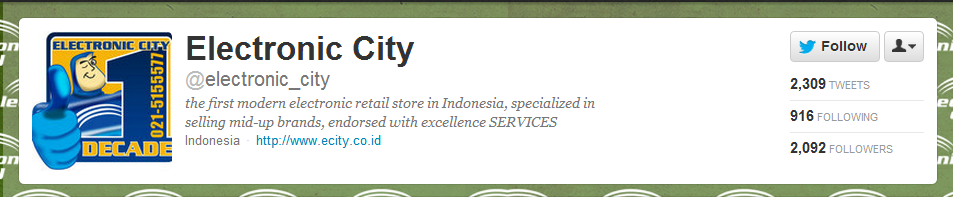 ELECTRONIC CITY
1
021-5155577
DECADE
Electronic City
@electronic_city
the first modern electronic retail store in Indonesia, specialized in
selling mid-up brands, endorsed with excellence SERVICES
Indonesia · http://www.ecity.co.id
Follow
2,309 TWEETS
916 FOLLOWING
2,092 FOLLOWERS